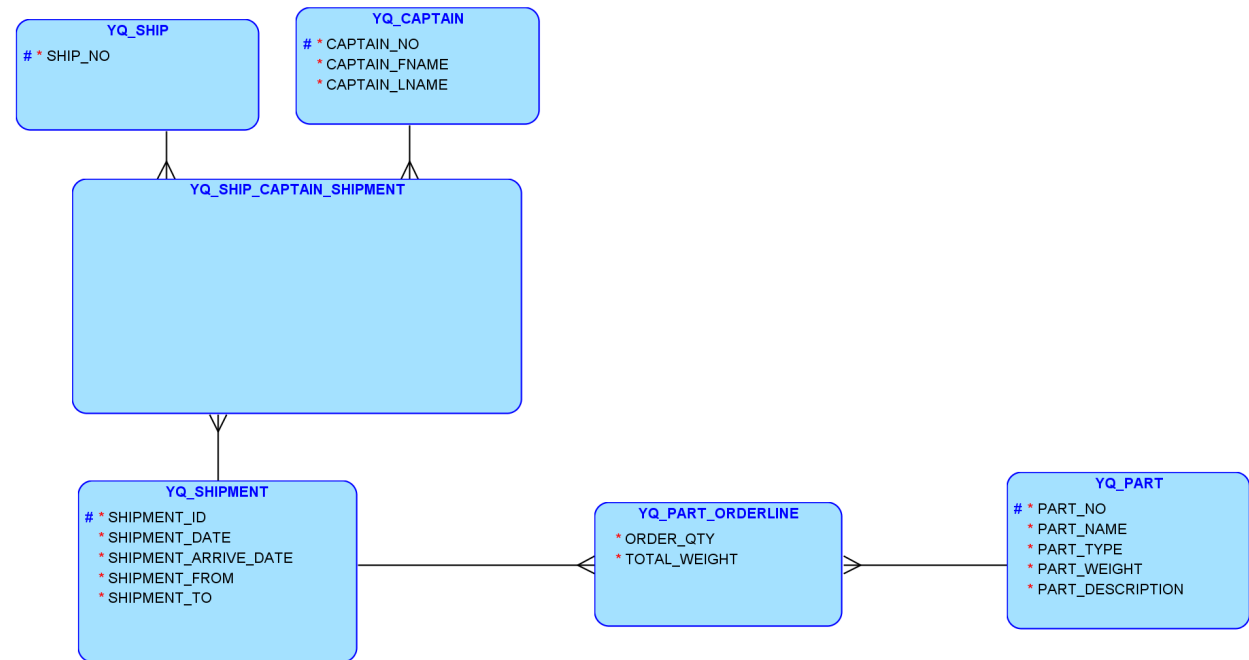 YQ_SHIP
# * SHIP_NO
YQ_CAPTAIN
# * CAPTAIN_NO
* CAPTAIN_FNAME
* CAPTAIN_LNAME
YQ_SHIP_CAPTAIN_SHIPMENT
YQ_SHIPMENT
# * SHIPMENT_ID
* SHIPMENT_DATE
* SHIPMENT_ARRIVE_DATE
* SHIPMENT_FROM
* SHIPMENT_TO
YQ_PART_ORDERLINE
* ORDER_QTY
* TOTAL_WEIGHT
YQ_PART
# * PART_NO
* PART_NAME
* PART_TYPE
* PART_WEIGHT
* PART_DESCRIPTION